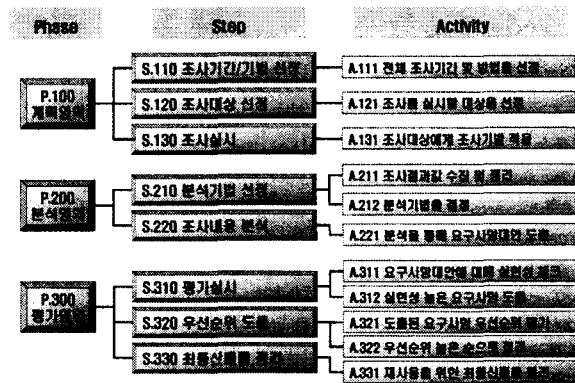 Phase Step Activity
P.100
계획영역
S.110 조사기간/기법 선정
A.111 전체 조사기간 및 방법을 선정
S.120 조사대상 선정
A.121 조사를 실시할 대상을 선정
S.130 조사실시
A.131 조사대상에게 조사기법 적용
P.200
분석영역
S.210 분석기법 선정
A.211 조사결과값 수집 및 정리
A.212 분석기법을 결정
S.220 조사내용 분석
A.221 분석을 통해 요구사항대안 도출
P.300
평가영역
S.310 평가실시
A.311 요구사항대안에 대해 실현성 체크
A.312 실현성 높은 요구사항 도출
S.320 우선순위 도출
A.321 도출된 요구사항 우선순위 평가
A.322 우선순위 높은 순으로 정리
S.330 최종산출물 정리
A.331 재사용을 위한 최종산출물 정리